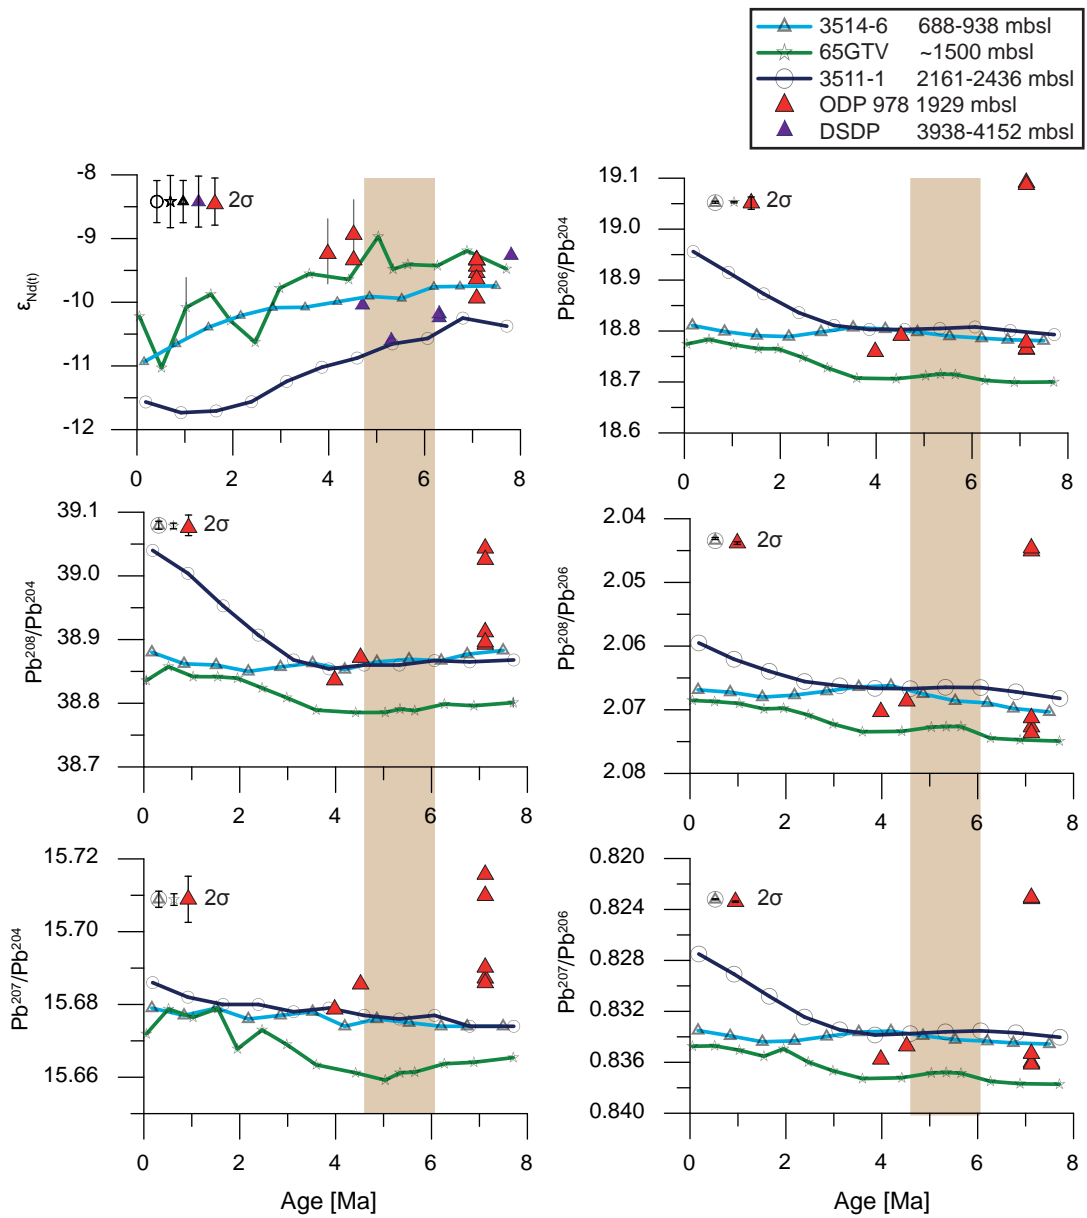 3514-6 688-938 mbsl
65GTV ~1500 mbsl
3511-1 2161-2436 mbsl
ODP 978 1929 mbsl
DSDP 3938-4152 mbsl
-8
-9
-10
-11
-12
εNd(t)
2σ
0 2 4 6 8
19.1
19.0
18.9
18.8
18.7
18.6
Pb206/Pb204
2σ
0 2 4 6 8
39.1
39.0
38.9
38.8
38.7
Pb208/Pb204
2σ
0 2 4 6 8
2.04
2.05
2.06
2.07
2.08
Pb208/Pb206
2σ
0 2 4 6 8
15.72
15.70
15.68
15.66
Pb207/Pb204
2σ
0 2 4 6 8
Age [Ma]
0.820
0.824
0.828
0.832
0.836
0.840
Pb207/Pb206
2σ
0 2 4 6 8
Age [Ma]